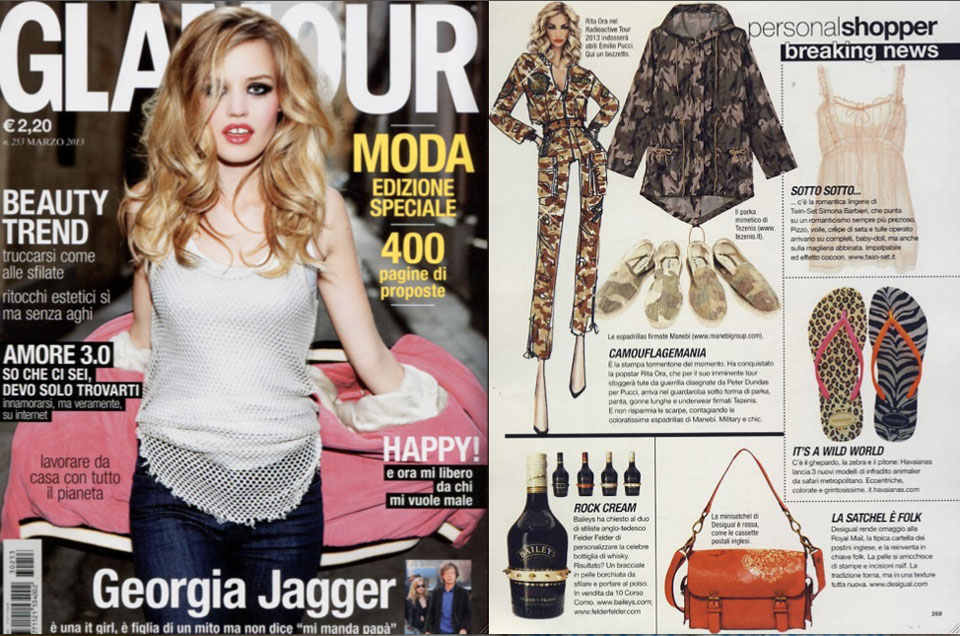 GLAMOUR
€ 2,20
n. 253 MARZO 2013
MODA
EDIZIONE
SPECIALE
400
pagine di
proposte
BEAUTY
TREND
truccarsi come
alle sfilate
ritocchi estetici sì
ma senza aghi
AMORE 3.0
SO CHE CI SEI,
DEVO SOLO TROVARTI
innamorarsi, ma veramente,
su internet
lavorare da
casa con tutto
il pianeta
HAPPY!
e ora mi libero
da chi
mi vuole male
Georgia Jagger
è una it girl, è figlia di un mito ma non dice “mi manda papà”
personalshopper
breaking news
Rita Ora nel
Radioactive Tour
2013 indosserà
abiti Emilio Pucci.
Qui un bozzetto.
Il parka
mimetico di
Tezenis (www.
tezenis.it).
Le espadrillas firmate Manebi (www.manebigroup.com).
CAMOUFLAGEMANIA
È la stampa tormentone del momento. Ha conquistato
la popstar Rita Ora, che per il suo imminente tour
sfoggerà tute da guerriglia disegnate da Peter Dundas
per Pucci, arriva nel guardaroba sotto forma di parka,
panta, gonne lunghe e underwear firmati Tezenis.
E non risparmia le scarpe, contagiando le
coloratissime espadrillas di Manebí. Military e chic.
SOTTO SOTTO...
... c'è la romantica lingerie di
Twin-Set Simona Barbieri, che punta
su un romanticismo sempre più prezioso.
Pizzo, voile, crêpe di seta e tulle operato
arrivano su completi, baby-doll, ma anche
sulla maglieria abbinata. Impalpabile
ed effetto cocoon. www.twin-set.it
IT'S A WILD WORLD
C'è il ghepardo, la zebra e il pitone: Havaianas
lancia 3 nuovi modelli di infradito animalier
da safari metropolitano. Eccentriche,
colorate e grintosissime. it.havaianas.com
BAILEYS
ROCK CREAM
Baileys ha chiesto al duo
di stiliste anglo-tedesco
Felder Felder di
personalizzare la celebre
bottiglia di whisky.
Risultato? Un bracciale
in pelle borchiata da
sfilare e portare al polso.
In vendita da 10 Corso
Como. www.baileys.com;
www.felderfelder.com
La minisatchel di
Desigual è rossa,
come le cassette
postali inglesi.
LA SATCHEL È FOLK
Desigual rende omaggio alla
Royal Mail, la tipica cartella dei
postini inglesi, e la reinventa in
chiave folk. La pelle si arricchisce
di stampe e incisioni naïf. La
tradizione torna, ma in una texture
tutta nuova. www.desigual.com
269